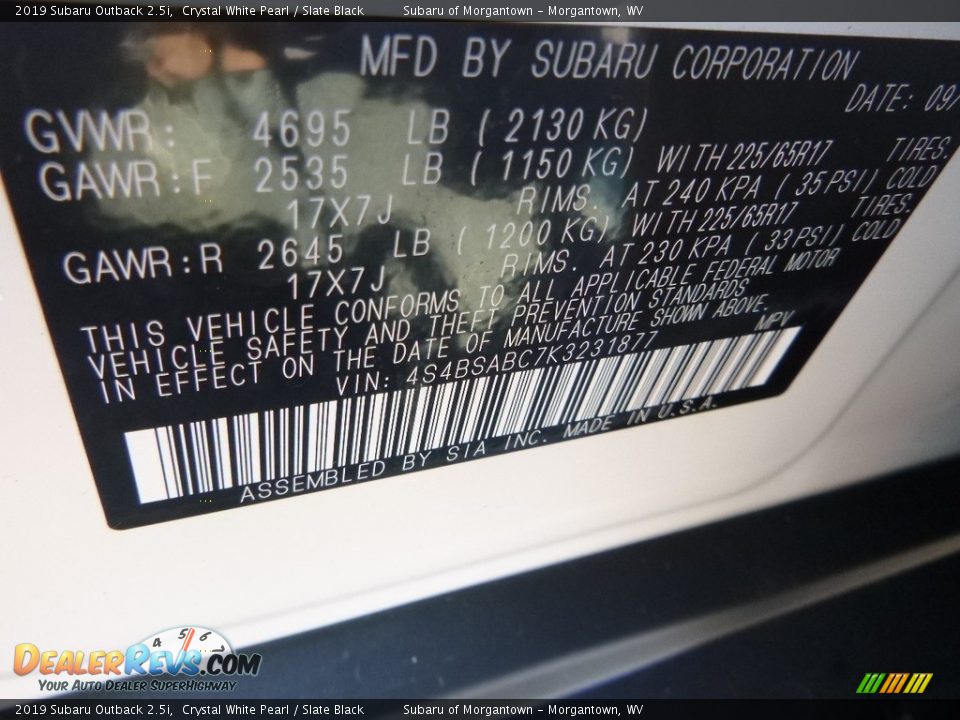 2019 Subaru Outback 2.5i, Crystal White Pearl / Slate Black Subaru of Morgantown - Morgantown, WV
MFD BY SUBARU CORPORATION
DATE: 09/
GVWR: 4695 LB (2130 KG)
GAWR:F 2535 LB (1150 KG) WITH 225/65R17 TIRES.
17X7J RIMS. AT 240 KPA (35 PSI) COLD
GAWR:R 2645 LB (1200 KG) WITH 225/65R17 TIRES.
17X7J RIMS. AT 230 KPA (33 PSI) COLD
THIS VEHICLE CONFORMS TO ALL APPLICABLE FEDERAL MOTOR
VEHICLE SAFETY AND THEFT PREVENTION STANDARDS
IN EFFECT ON THE DATE OF MANUFACTURE SHOWN ABOVE.
VIN: 4S4BSABC7K3231877 MPV
ASSEMBLED BY SIA INC. MADE IN U.S.A.
4 5 6 7
DealerRevs.com
Your Auto Dealer SuperHighway
2019 Subaru Outback 2.5i, Crystal White Pearl / Slate Black Subaru of Morgantown - Morgantown, WV